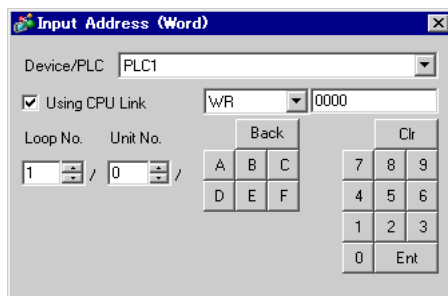 Input Address (Word)
Device/PLC PLC1
Using CPU Link WR 0000
Loop No. Unit No. Back Clr
1 / 0 / A B C 7 8 9
D E F 4 5 6
1 2 3
0 Ent